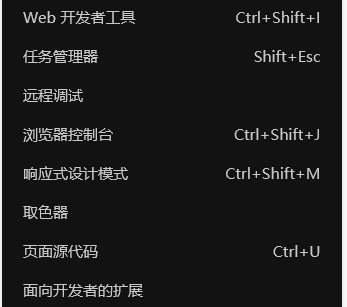 Web 开发者工具 Ctrl+Shift+I
任务管理器 Shift+Esc
远程调试
浏览器控制台 Ctrl+Shift+J
响应式设计模式 Ctrl+Shift+M
取色器
页面源代码 Ctrl+U
面向开发者的扩展